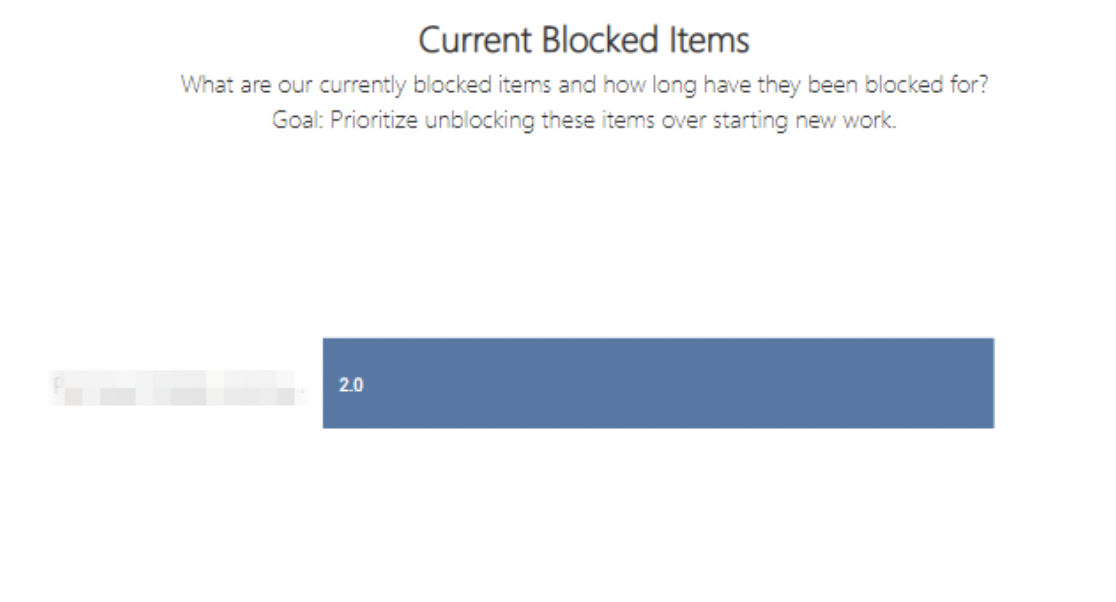 Current Blocked Items
What are our currently blocked items and how long have they been blocked for?
Goal: Prioritize unblocking these items over starting new work.
2.0